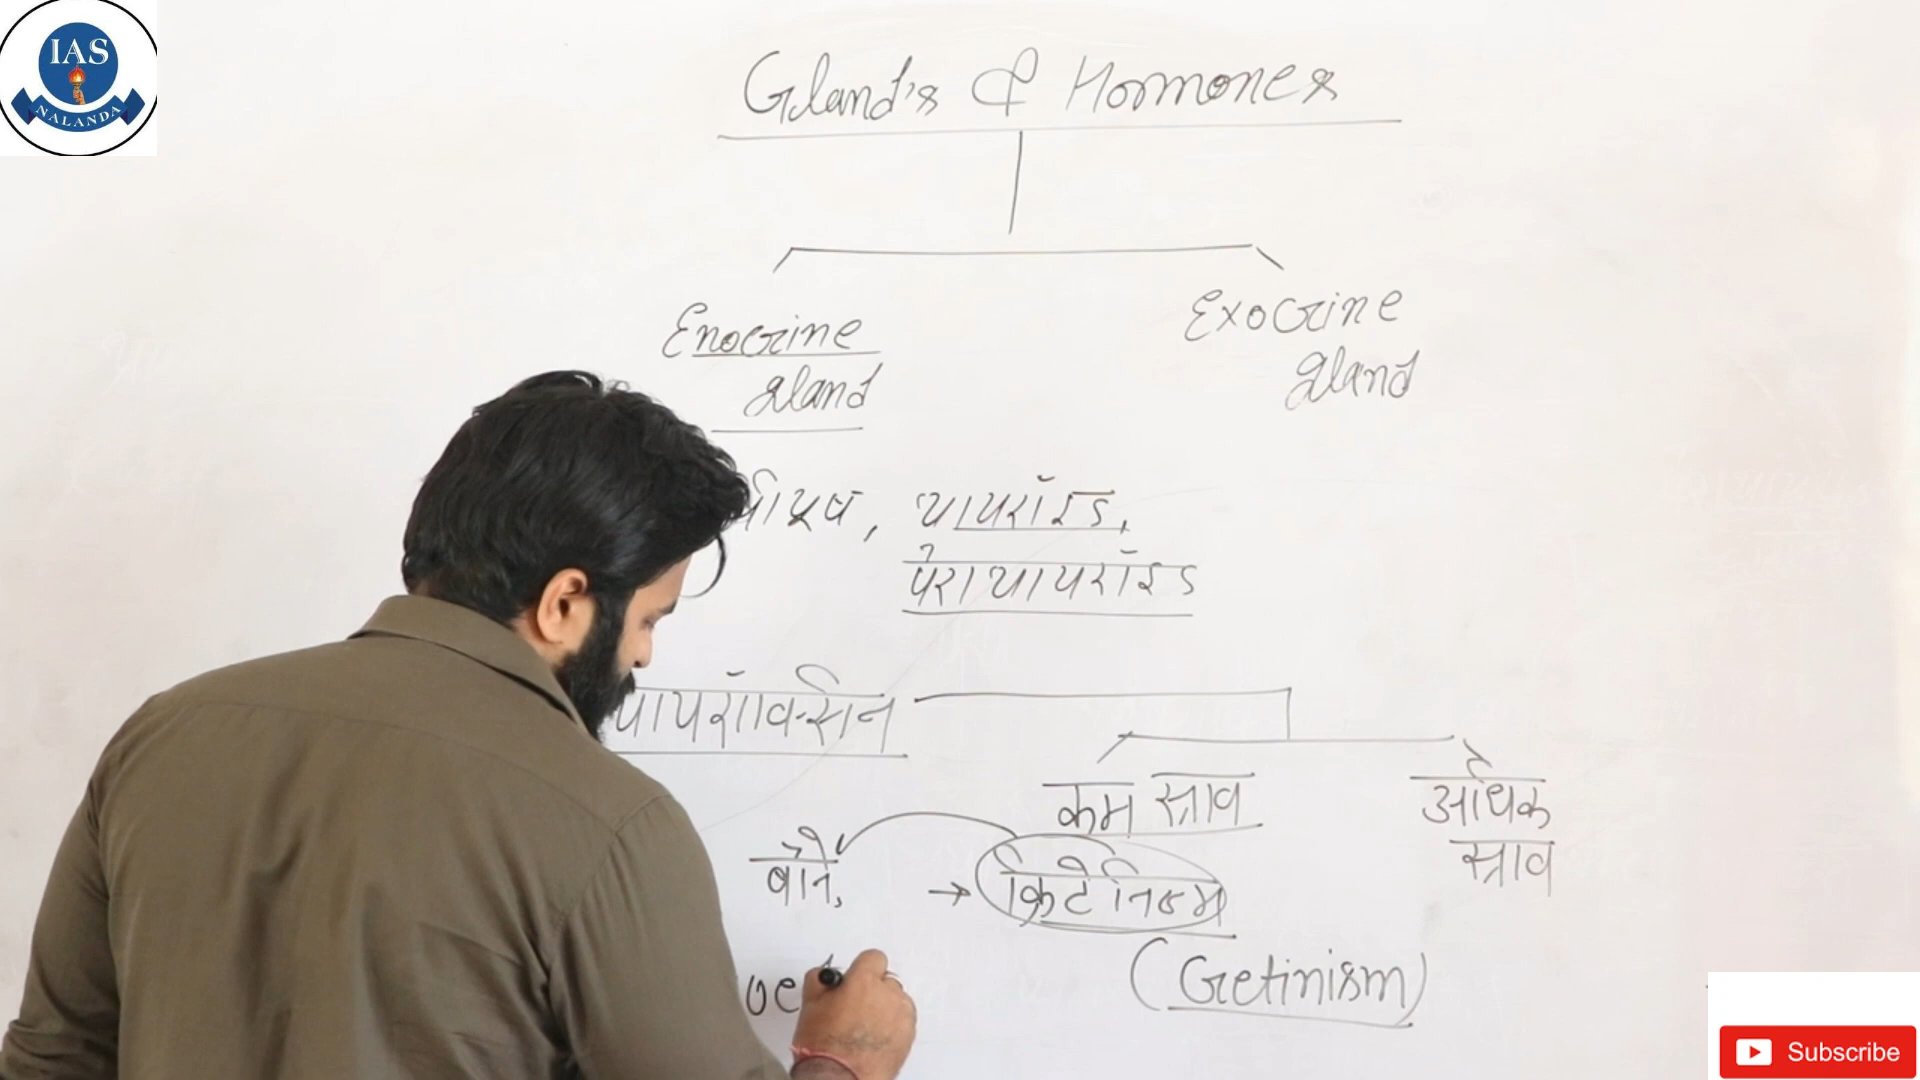 IAS
NALANDA
Gland's & Hormones
Enocrine
gland
Exocrine
gland
थायरॉइड,
पैराथायरॉइड
कम स्त्राव
अधिक
स्त्राव
बौने,
→ क्रिटेनिज्म
(Cretinism)
Subscribe